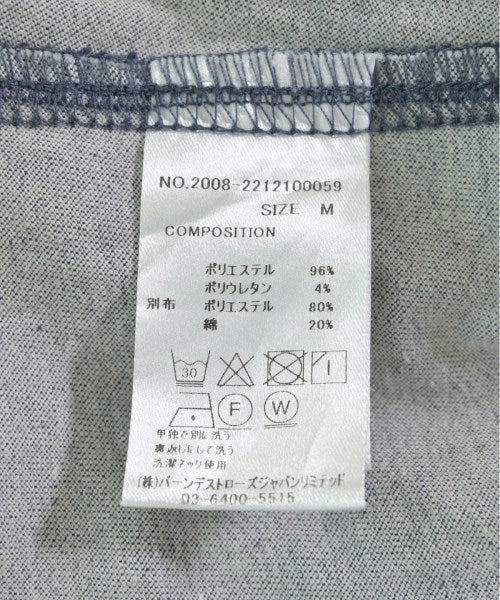 NO.2008-2212100059
SIZE M
COMPOSITION
ポリエステル 96%
ポリウレタン 4%
別布 ポリエステル 80%
綿 20%
30
F W
単独で別に洗う
裏返しにして洗う
洗濯ネック使用
(株)バーンデストローズジャパンリミテッド
03-6400-5515